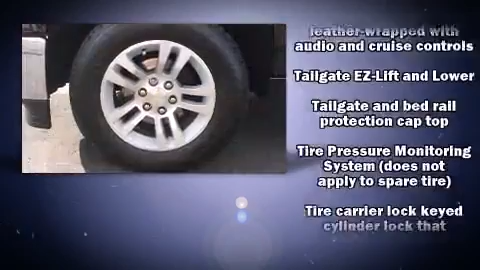 leather-wrapped with
audio and cruise controls
Tailgate EZ-Lift and Lower
Tailgate and bed rail
protection cap top
Tire Pressure Monitoring
System (does not
apply to spare tire)
Tire carrier lock keyed
cylinder lock that